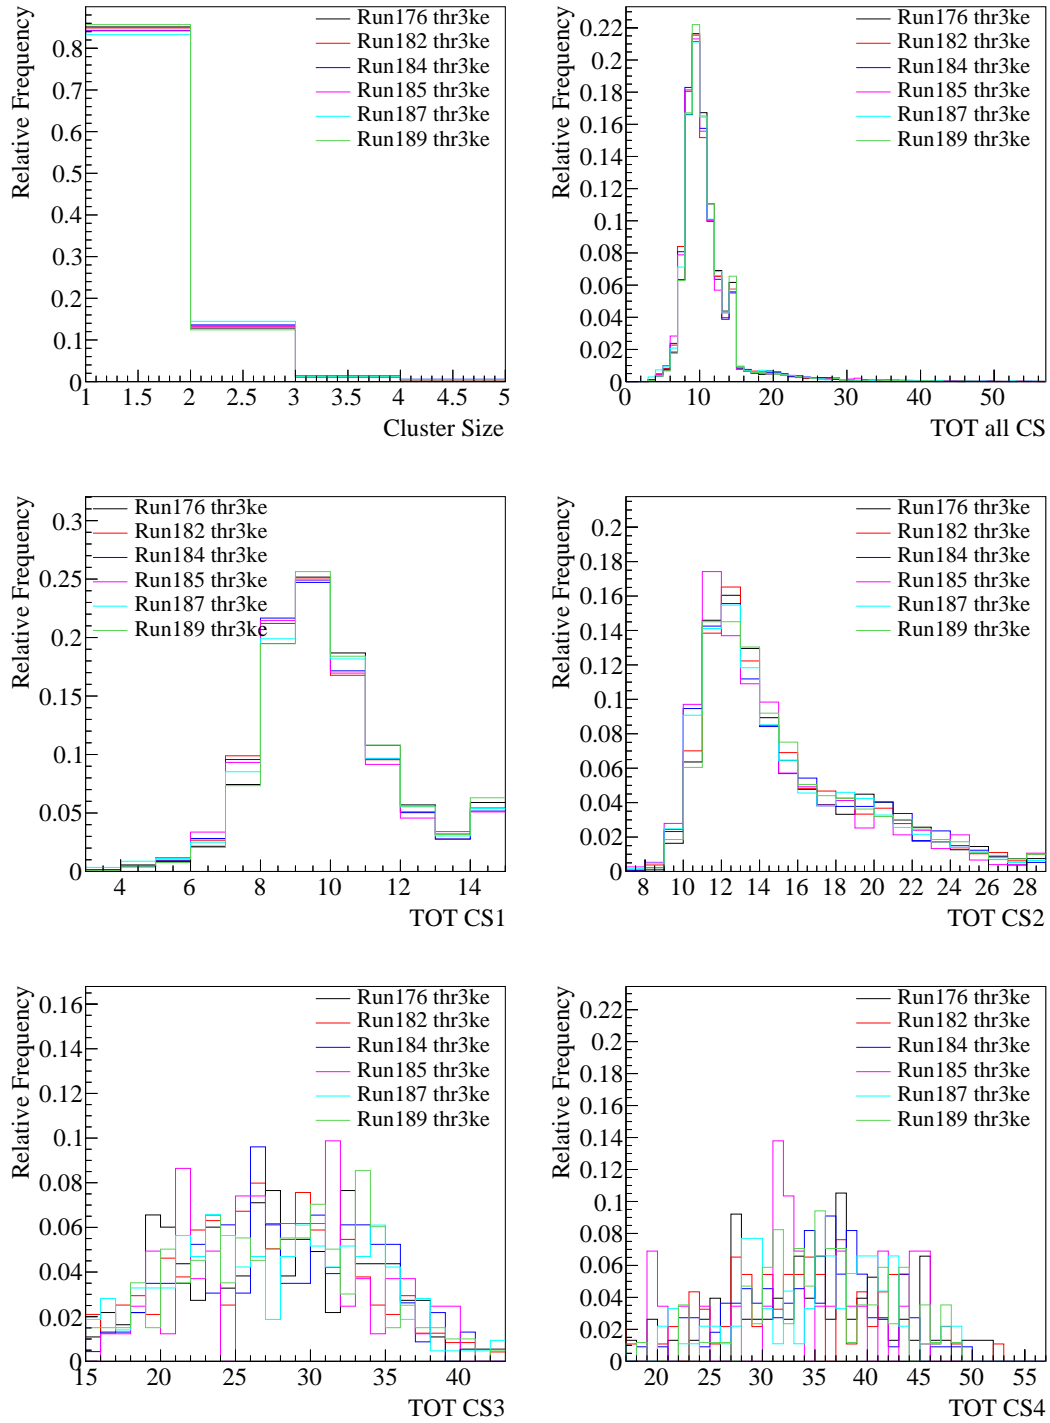 Relative Frequency
0.8
0.7
0.6
0.5
0.4
0.3
0.2
0.1
0
1 1.5 2 2.5 3 3.5 4 4.5 5
Cluster Size
Run176 thr3ke
Run182 thr3ke
Run184 thr3ke
Run185 thr3ke
Run187 thr3ke
Run189 thr3ke
Relative Frequency
0.22
0.2
0.18
0.16
0.14
0.12
0.1
0.08
0.06
0.04
0.02
0
0 10 20 30 40 50
TOT all CS
Run176 thr3ke
Run182 thr3ke
Run184 thr3ke
Run185 thr3ke
Run187 thr3ke
Run189 thr3ke
Relative Frequency
0.3
0.25
0.2
0.15
0.1
0.05
0
4 6 8 10 12 14
TOT CS1
Run176 thr3ke
Run182 thr3ke
Run184 thr3ke
Run185 thr3ke
Run187 thr3ke
Run189 thr3ke
Relative Frequency
0.2
0.18
0.16
0.14
0.12
0.1
0.08
0.06
0.04
0.02
0
8 10 12 14 16 18 20 22 24 26 28
TOT CS2
Run176 thr3ke
Run182 thr3ke
Run184 thr3ke
Run185 thr3ke
Run187 thr3ke
Run189 thr3ke
Relative Frequency
0.16
0.14
0.12
0.1
0.08
0.06
0.04
0.02
0
15 20 25 30 35 40
TOT CS3
Run176 thr3ke
Run182 thr3ke
Run184 thr3ke
Run185 thr3ke
Run187 thr3ke
Run189 thr3ke
Relative Frequency
0.22
0.2
0.18
0.16
0.14
0.12
0.1
0.08
0.06
0.04
0.02
0
20 25 30 35 40 45 50 55
TOT CS4
Run176 thr3ke
Run182 thr3ke
Run184 thr3ke
Run185 thr3ke
Run187 thr3ke
Run189 thr3ke